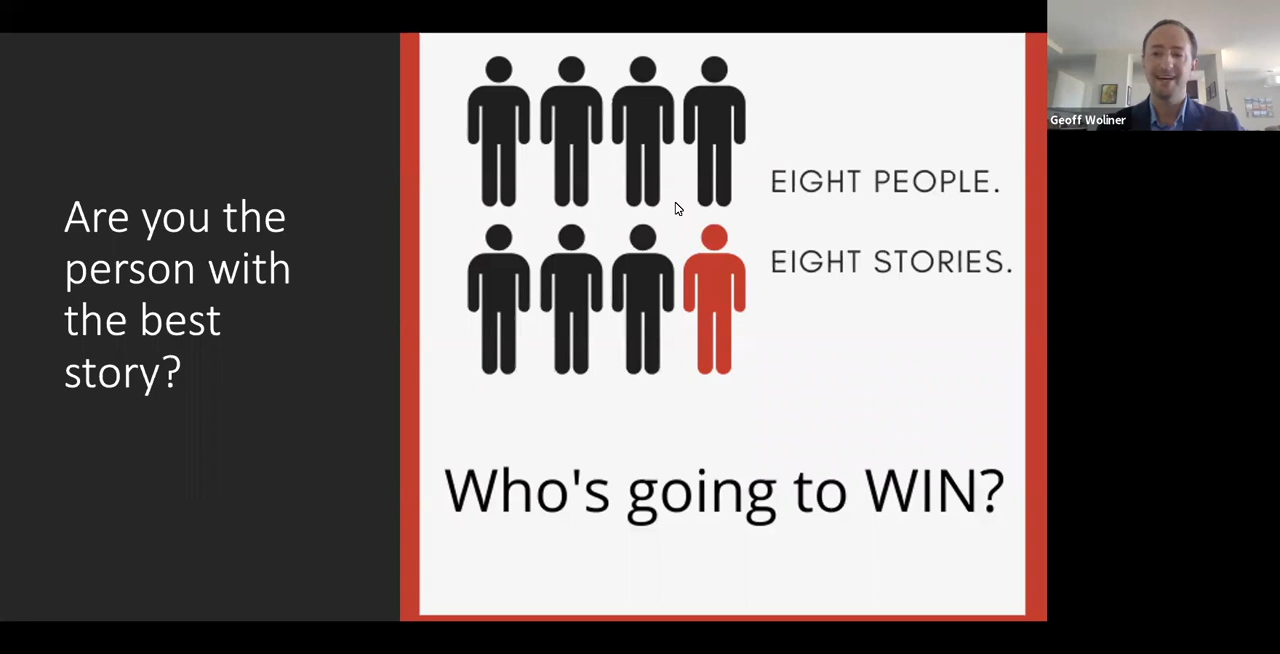 Are you the
person with
the best
story?
EIGHT PEOPLE.
EIGHT STORIES.
Who's going to WIN?
Geoff Woliner